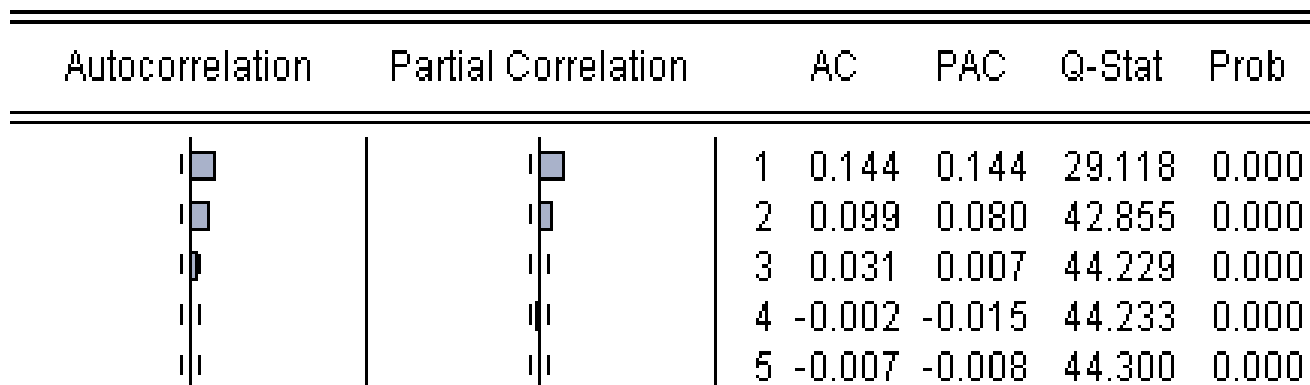 Autocorrelation Partial Correlation AC PAC Q-Stat Prob
1 0.144 0.144 29.118 0.000
2 0.099 0.080 42.855 0.000
3 0.031 0.007 44.229 0.000
4 -0.002 -0.015 44.233 0.000
5 -0.007 -0.008 44.300 0.000